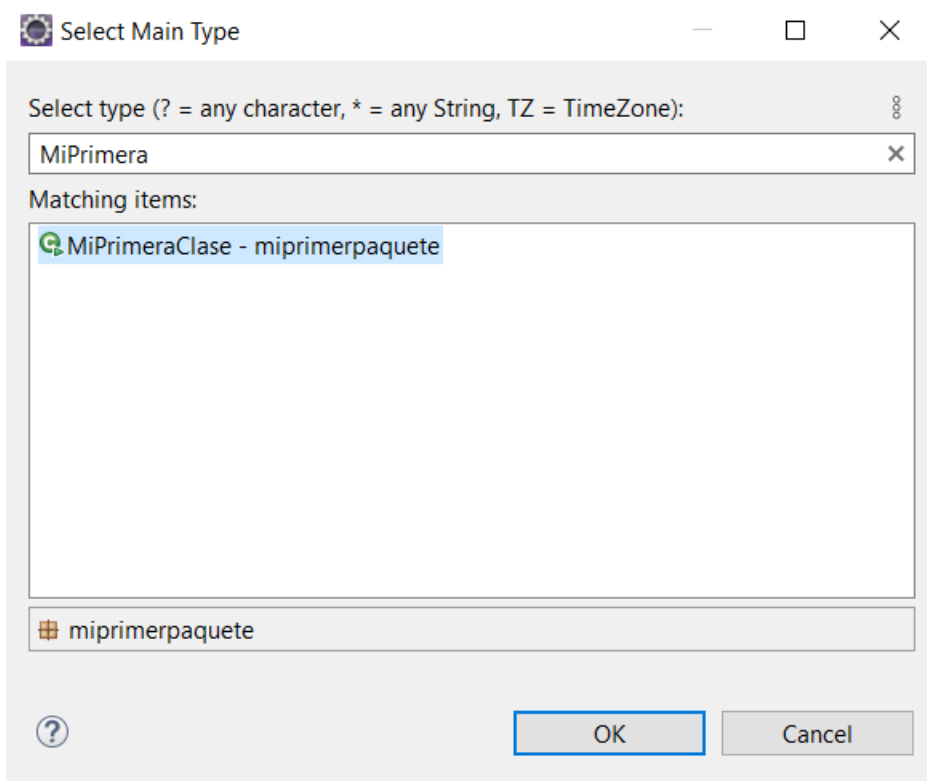 Select Main Type
Select type (? = any character, * = any String, TZ = TimeZone):
MiPrimera
Matching items:
MiPrimeraClase - miprimerpaquete
miprimerpaquete
OK Cancel